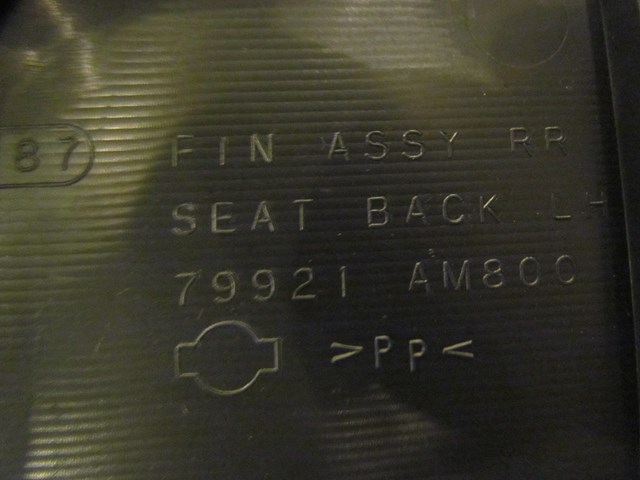 87
FIN ASSY RR
SEAT BACK LH
79921 AM800
>PP<